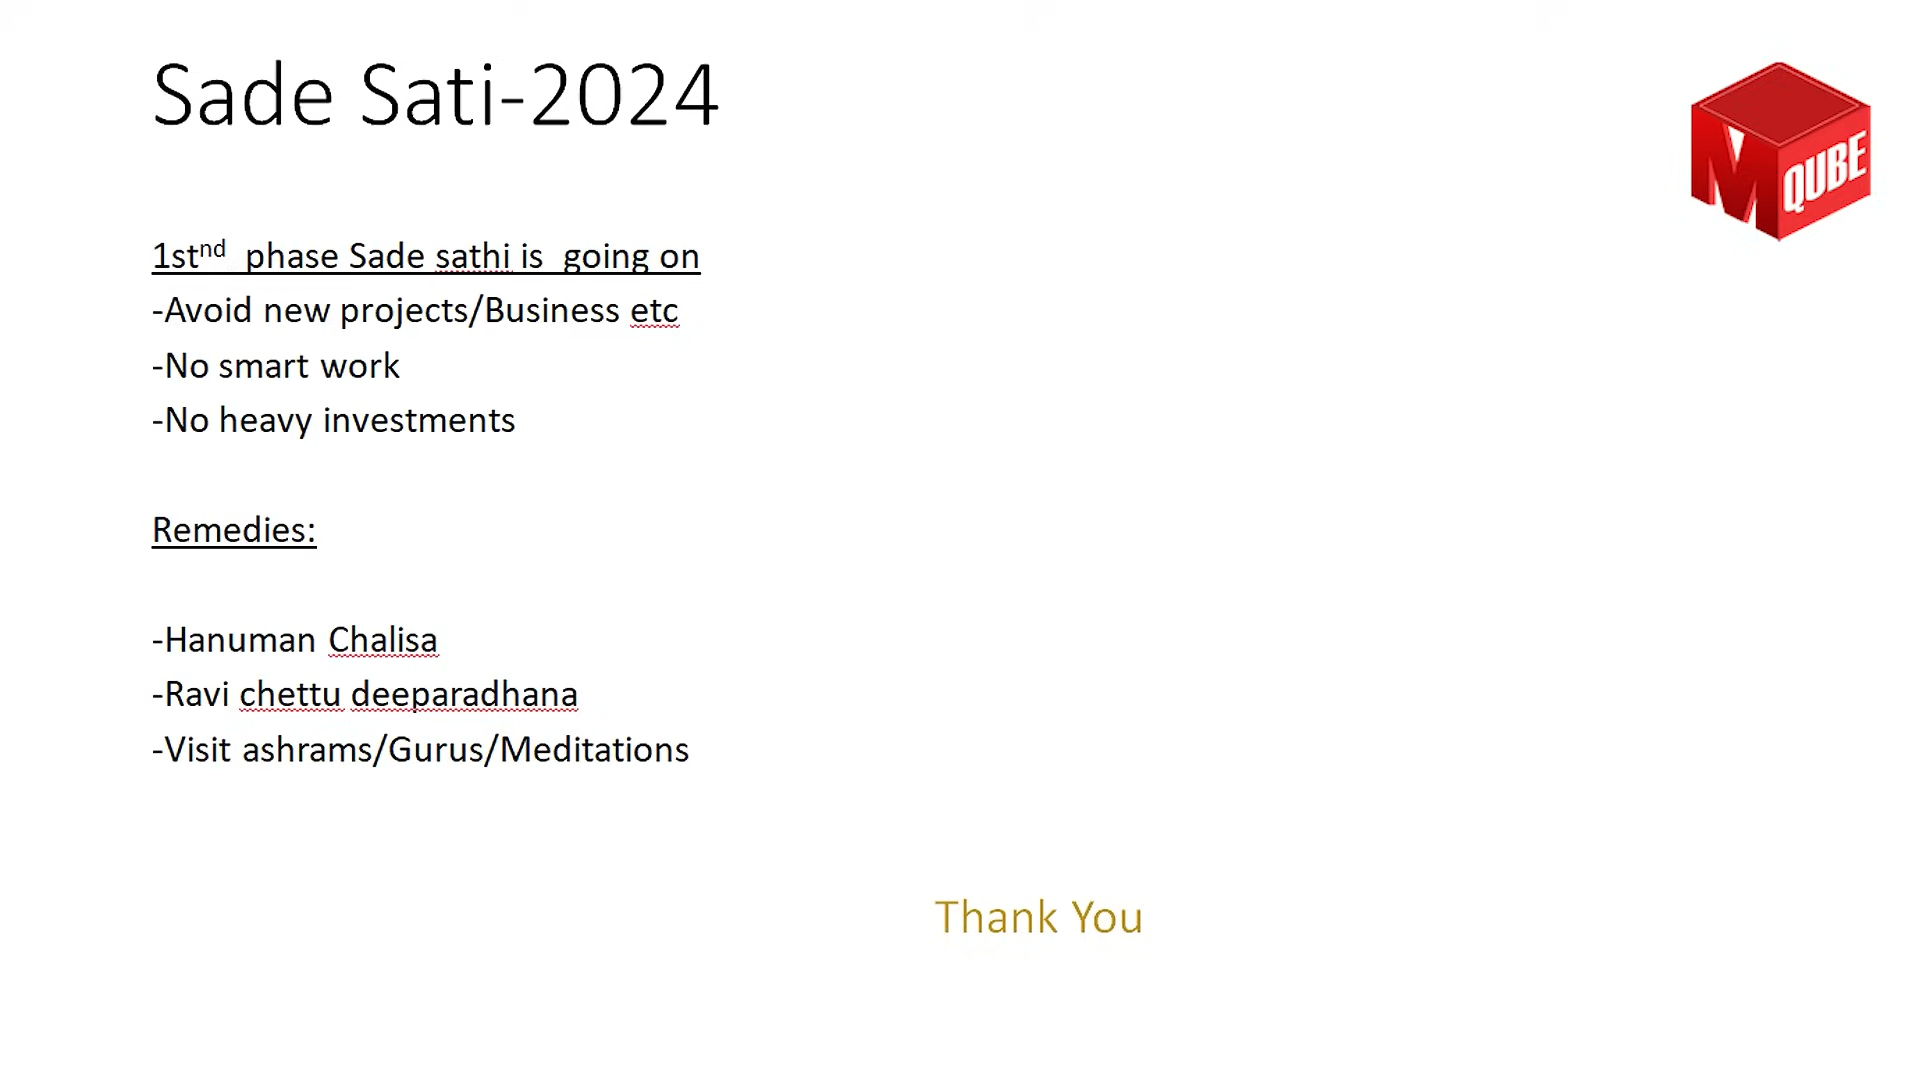 Sade Sati-2024
M QUBE
1stnd phase Sade sathi is going on
-Avoid new projects/Business etc
-No smart work
-No heavy investments
Remedies:
-Hanuman Chalisa
-Ravi chettu deeparadhana
-Visit ashrams/Gurus/Meditations
Thank You